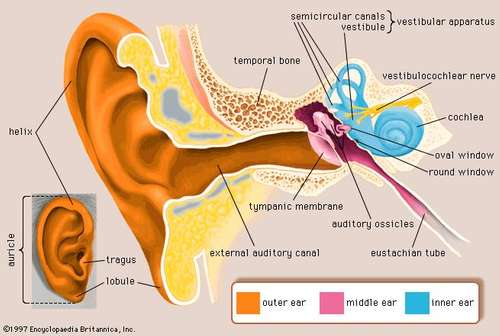 semicircular canals
vestibule
vestibular apparatus
temporal bone
vestibulocochlear nerve
helix
cochlea
oval window
round window
tympanic membrane
auditory ossicles
external auditory canal
eustachian tube
auricle
tragus
lobule
outer ear
middle ear
inner ear
©1997 Encyclopaedia Britannica, Inc.